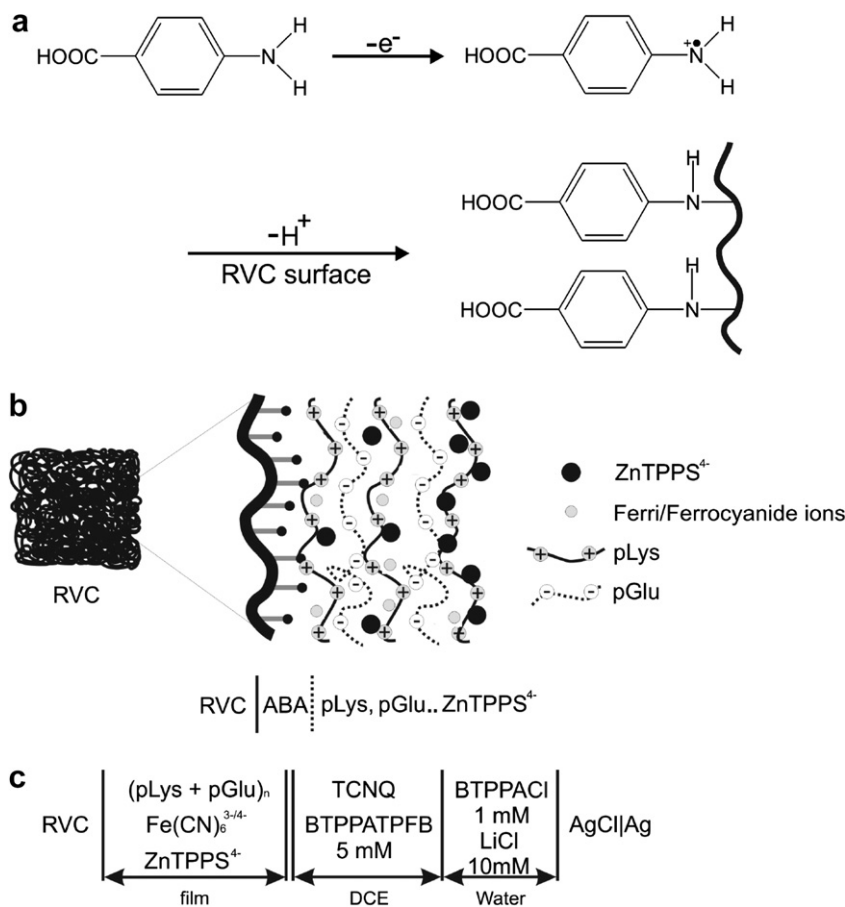 a
HOOC
N
H
H
–e⁻
HOOC
N
+•
H
H
–H⁺
RVC surface
HOOC
N
H
HOOC
N
H
b
RVC
+ + + + + + + + + + + + + + +
- - - - - - - - - -
ZnTPPS⁴⁻
Ferri/Ferrocyanide ions
+ + pLys
- - pGlu
RVC ABA pLys, pGlu.. ZnTPPS⁴⁻
c
RVC
(pLys + pGlu)ₙ
Fe(CN)₆³⁻/⁴⁻
ZnTPPS⁴⁻
film
TCNQ
BTPPATPFB
5 mM
DCE
BTPPACl
1 mM
LiCl
10mM
Water
AgCl|Ag